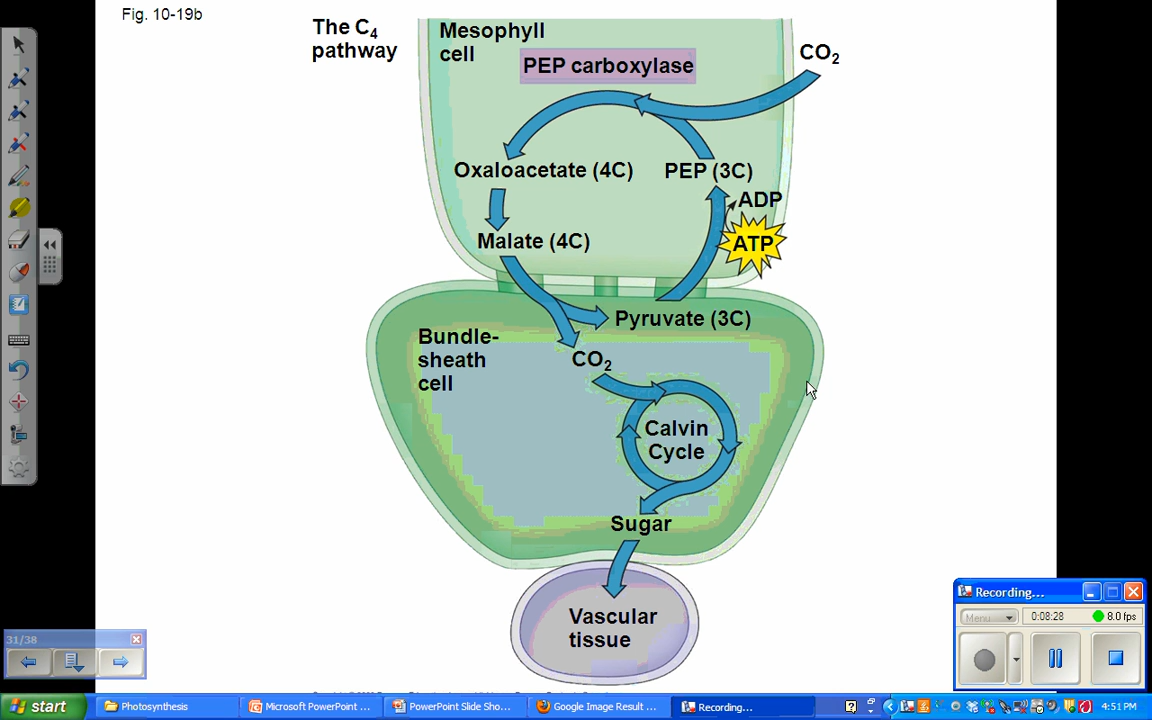 Fig. 10-19b
The C4
pathway
Mesophyll
cell
PEP carboxylase
CO2
Oxaloacetate (4C)
PEP (3C)
ADP
ATP
Malate (4C)
Pyruvate (3C)
Bundle-
sheath
cell
CO2
Calvin
Cycle
Sugar
Vascular
tissue
Recording...
Menu
0:08:28
8.0 fps
31/38
start
Photosynthesis
Microsoft PowerPoint ...
PowerPoint Slide Sho...
Google Image Result ...
Recording...
4:51 PM